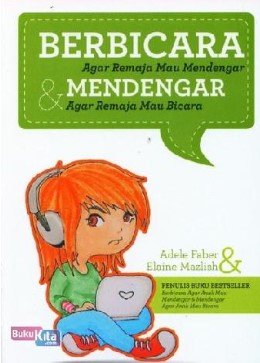 BERBICARA
Agar Remaja Mau Mendengar
& MENDENGAR
Agar Remaja Mau Bicara
Adele Faber
& Elaine Mazlish
PENULIS BUKU BESTSELLER
Berbicara Agar Anak Mau
Mendengar & Mendengar
Agar Anak Mau Bicara
BukuKita.com